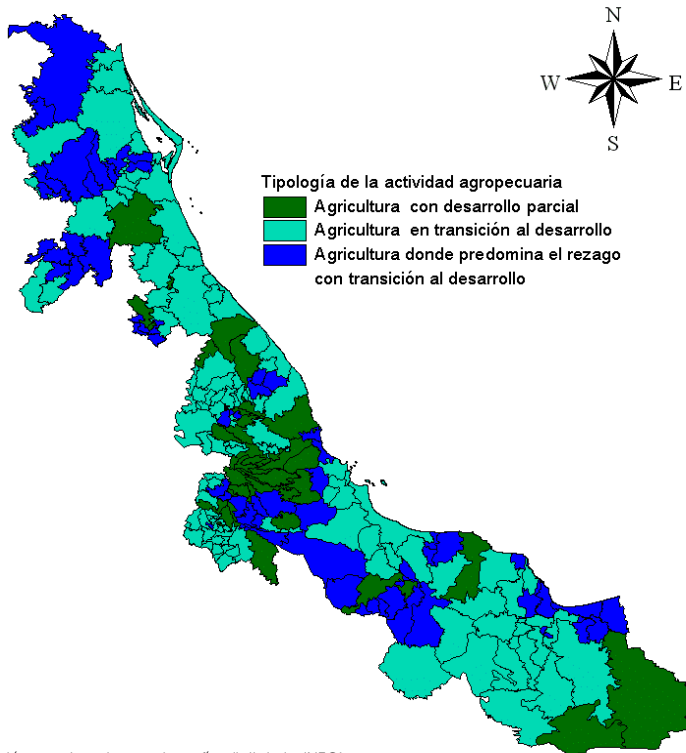 N
W E
S
Tipología de la actividad agropecuaria
Agricultura con desarrollo parcial
Agricultura en transición al desarrollo
Agricultura donde predomina el rezago
con transición al desarrollo